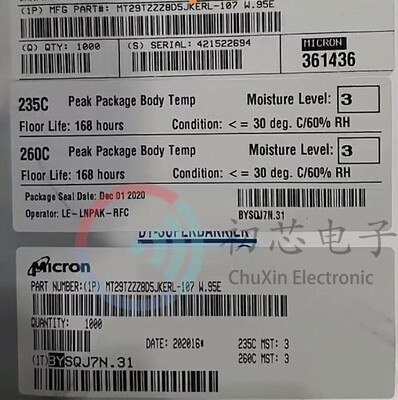 (1P) MFG PART#: MT29TZZZ8D5JKERL-107 W.95E
(Q) QTY: 1000
(S) SERIAL: 421522694
MICRON
361436
235C Peak Package Body Temp Moisture Level: 3
Floor Life: 168 hours Condition: <= 30 deg. C/60% RH
260C Peak Package Body Temp Moisture Level: 3
Floor Life: 168 hours Condition: <= 30 deg. C/60% RH
Package Seal Date: Dec 01 2020
Operator: LE-LNPAK-RFC
BYSQJ7N.31
初芯电子
ChuXin Electronic
Micron
PART NUMBER:(1P) MT29TZZZ8D5JKERL-107 W.95E
QUANTITY: 1000
DATE: 202016*
235C MST: 3
260C MST: 3
(1T)BYSQJ7N.31